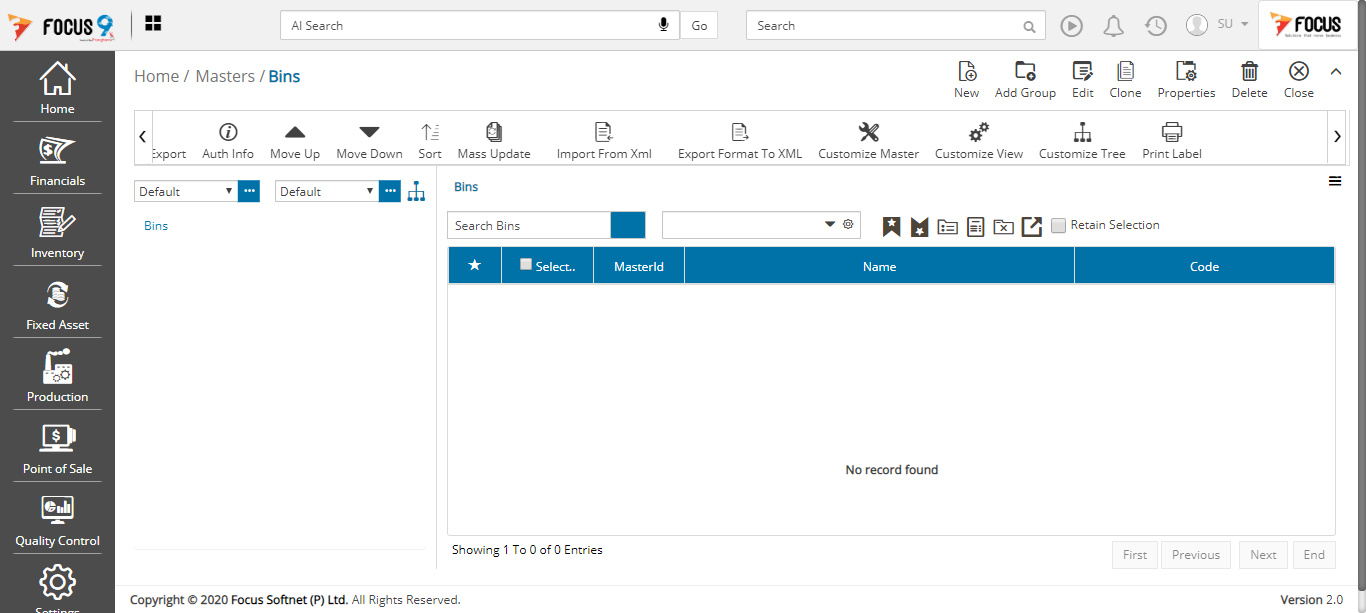 FOCUS 9
AI Search
Go
Search
SU
FOCUS
Home
Financials
Inventory
Fixed Asset
Production
Point of Sale
Quality Control
Settings
Home / Masters / Bins
New
Add Group
Edit
Clone
Properties
Delete
Close
Export
Auth Info
Move Up
Move Down
Sort
Mass Update
Import From Xml
Export Format To XML
Customize Master
Customize View
Customize Tree
Print Label
Default
Default
Bins
Bins
Search Bins
Retain Selection
Select..
MasterId
Name
Code
No record found
Showing 1 To 0 of 0 Entries
First
Previous
Next
End
Copyright © 2020 Focus Softnet (P) Ltd. All Rights Reserved.
Version 2.0